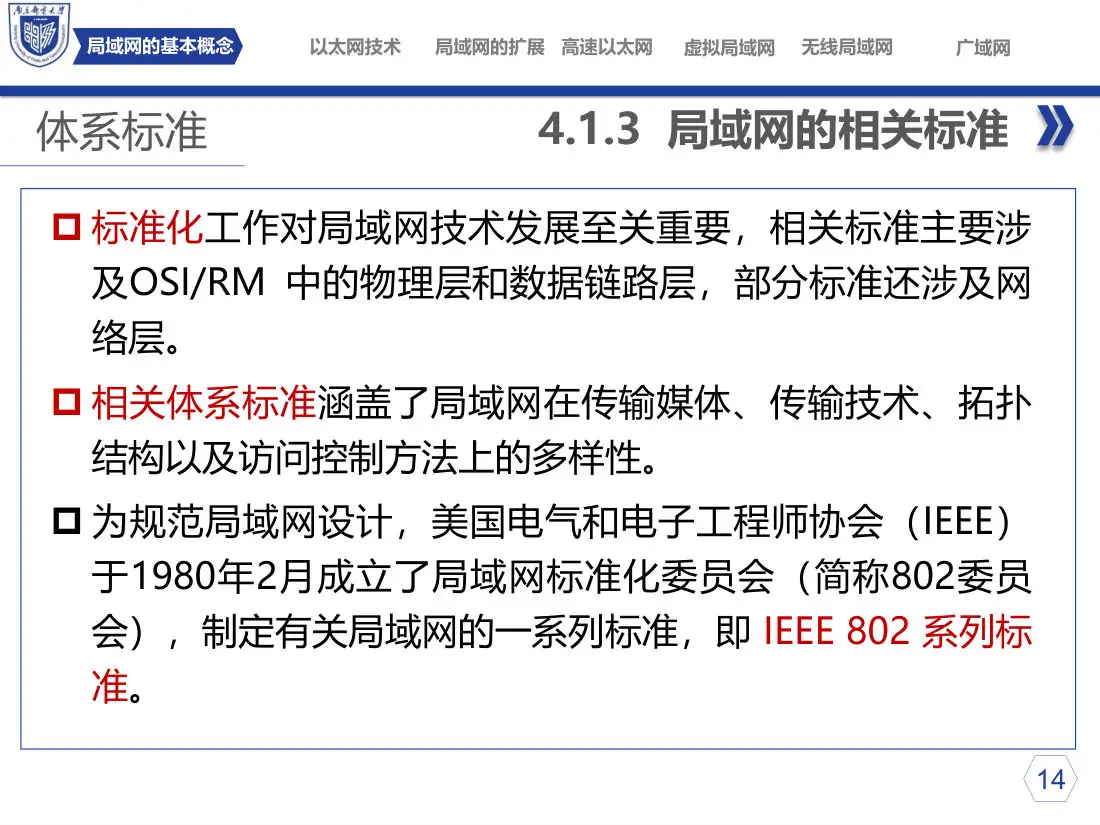 南京邮电大学
局域网的基本概念 以太网技术 局域网的扩展 高速以太网 虚拟局域网 无线局域网 广域网
体系标准
4.1.3 局域网的相关标准
标准化工作对局域网技术发展至关重要，相关标准主要涉
及OSI/RM 中的物理层和数据链路层，部分标准还涉及网
络层。
相关体系标准涵盖了局域网在传输媒体、传输技术、拓扑
结构以及访问控制方法上的多样性。
为规范局域网设计，美国电气和电子工程师协会（IEEE）
于1980年2月成立了局域网标准化委员会（简称802委员
会），制定有关局域网的一系列标准，即 IEEE 802 系列标
准。
14